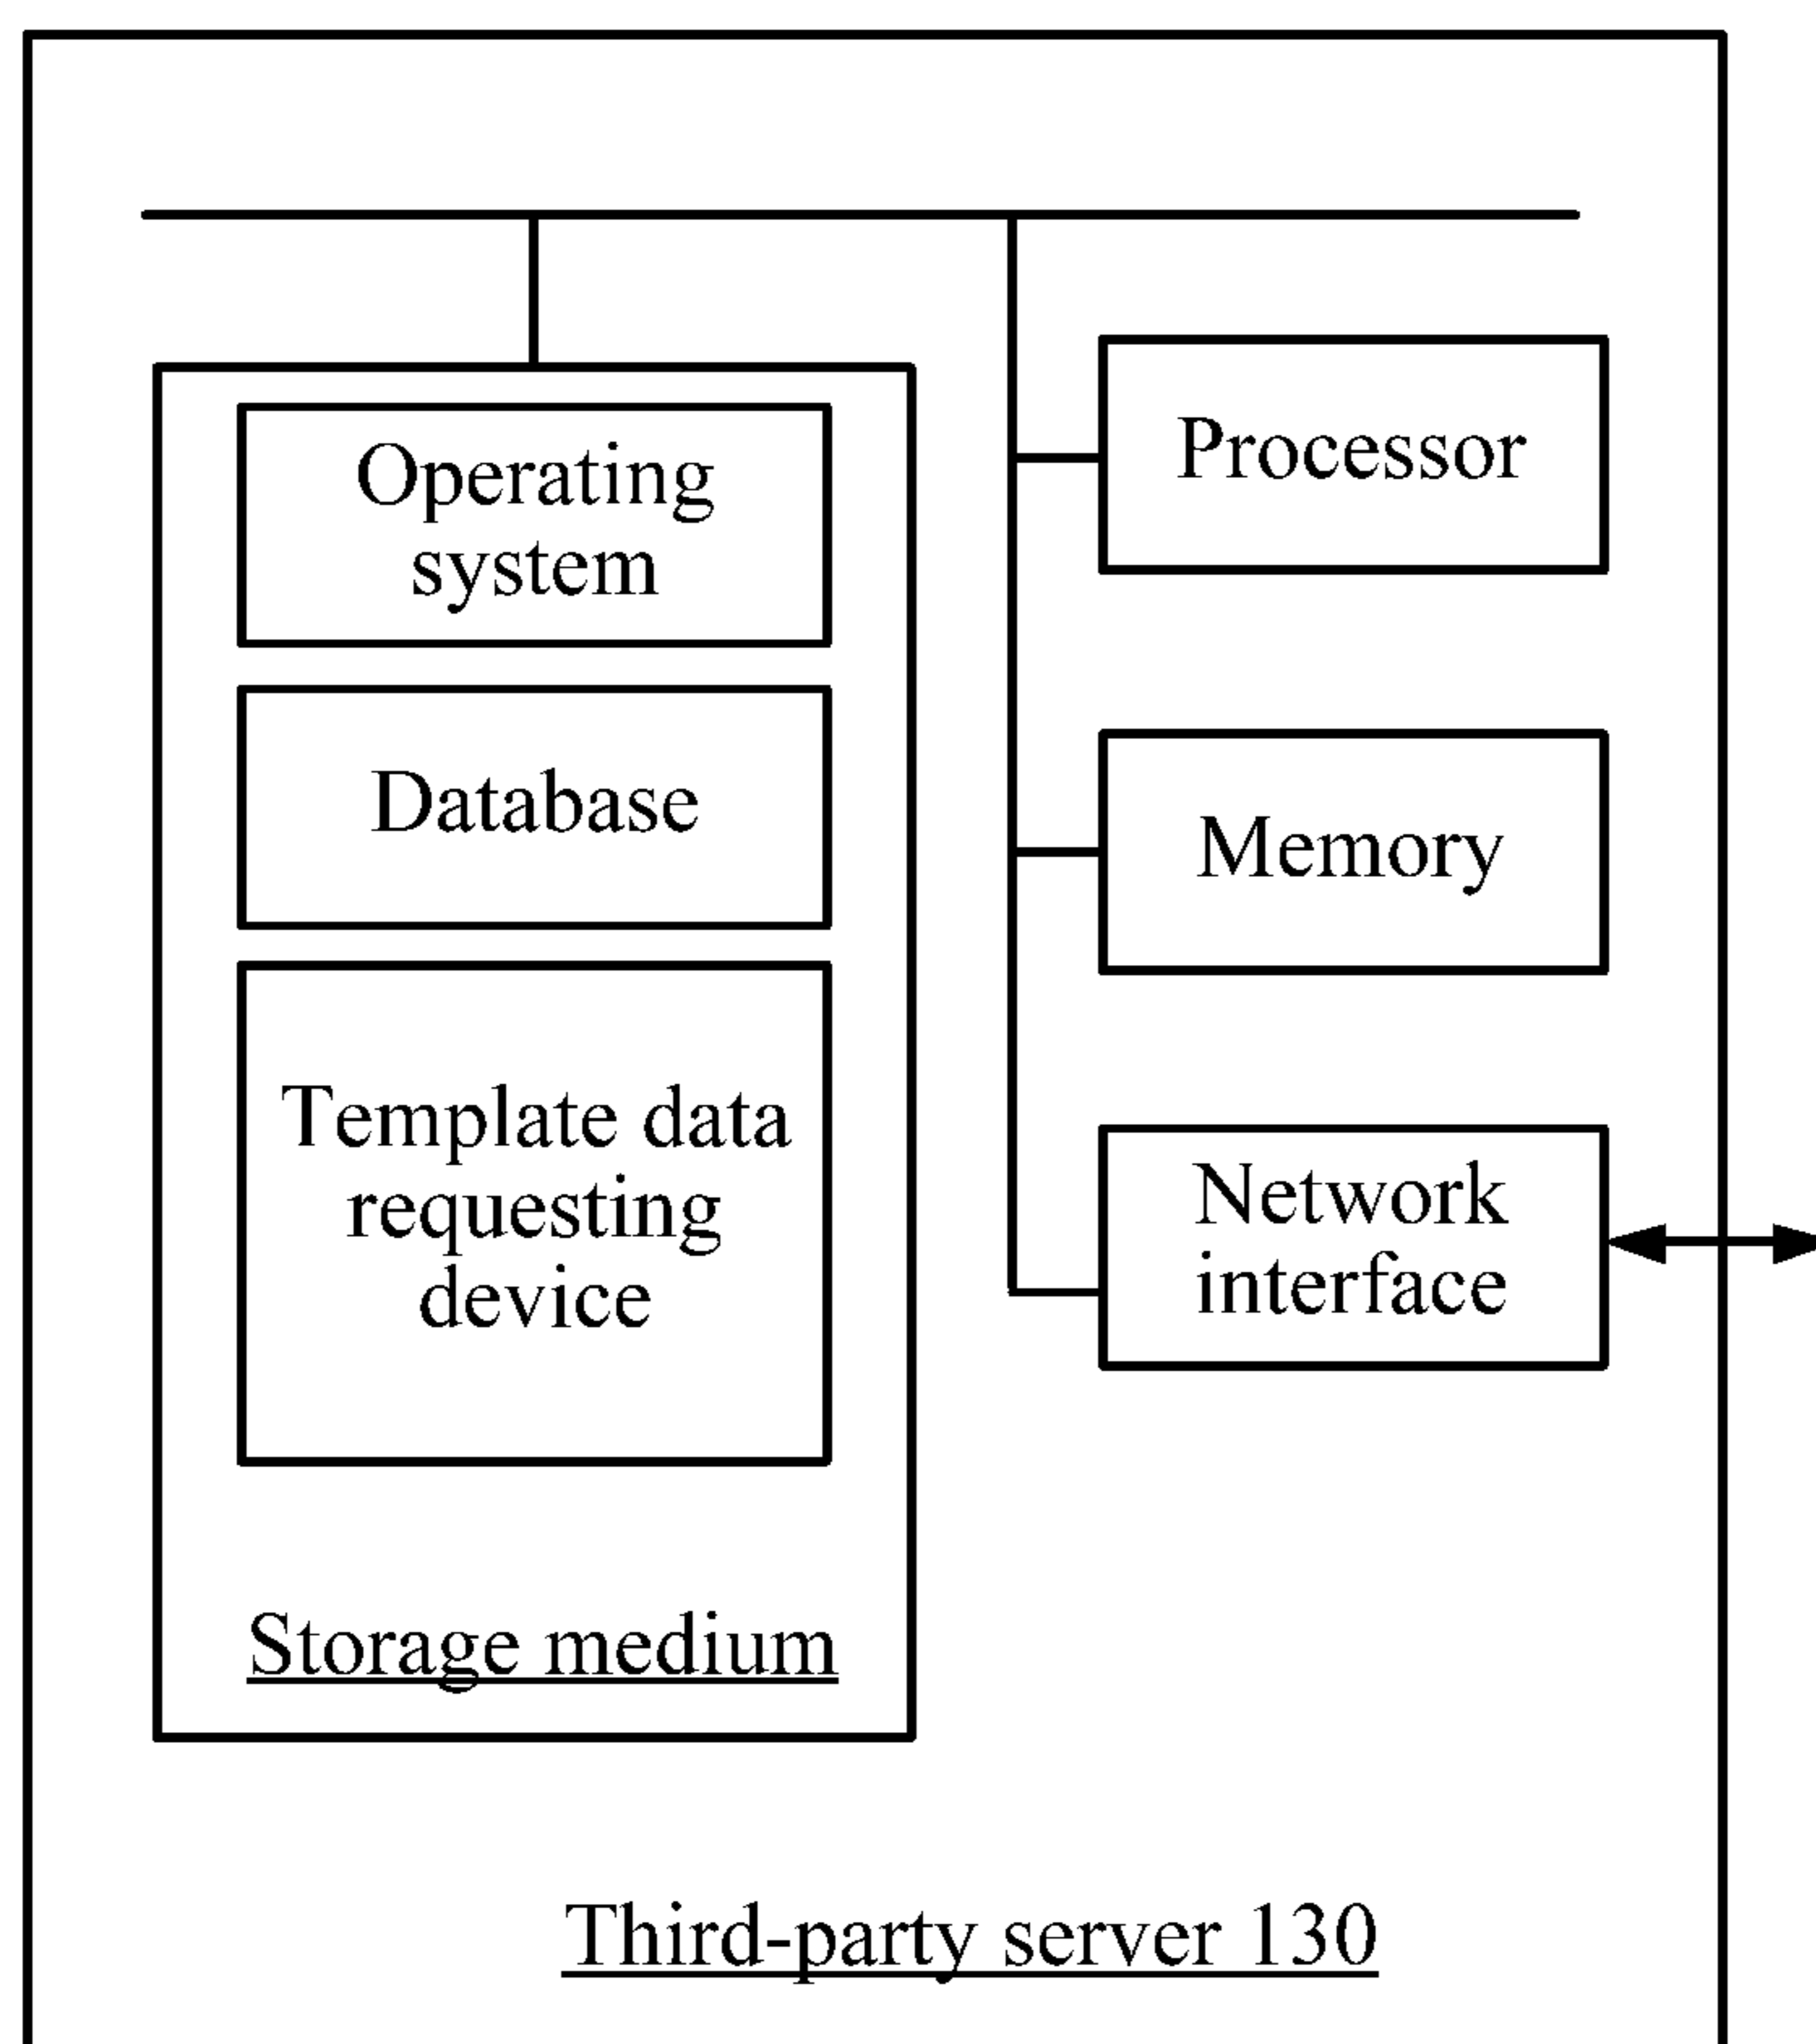 Operating
system
Database
Template data
requesting
device
Storage medium
Processor
Memory
Network
interface
Third-party server 130